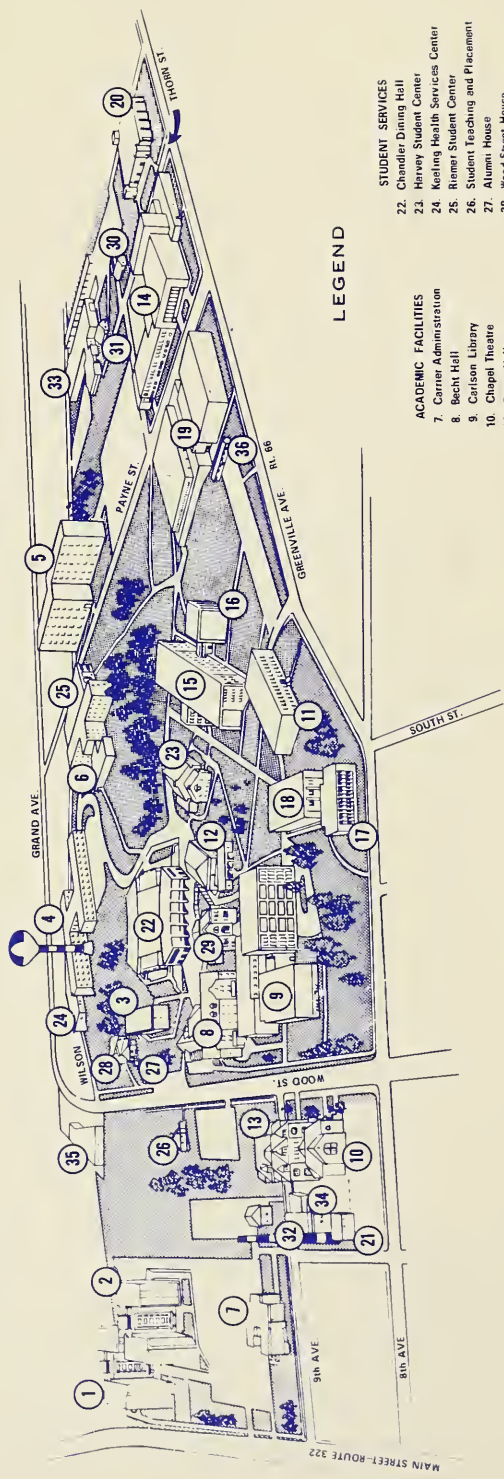 GRAND AVE.
WILSON
PAYNE ST.
THORN ST.
GREENVILLE AVE.
Rt. 66
WOOD ST.
SOUTH ST.
9th AVE
8th AVE
MAIN STREET-ROUTE 322
1
2
3
4
5
6
7
8
9
10
11
12
13
14
15
16
17
18
19
20
21
22
23
24
25
26
27
28
29
30
31
32
33
34
35
36
LEGEND
ACADEMIC FACILITIES
7. Carrier Administration
8. Becht Hall
9. Carlson Library
10. Chapel Theatre
STUDENT SERVICES
22. Chandler Dining Hall
23. Harvey Student Center
24. Keeling Health Services Center
25. Riemer Student Center
26. Student Teaching and Placement
27. Alumni House
28. Wood Street House